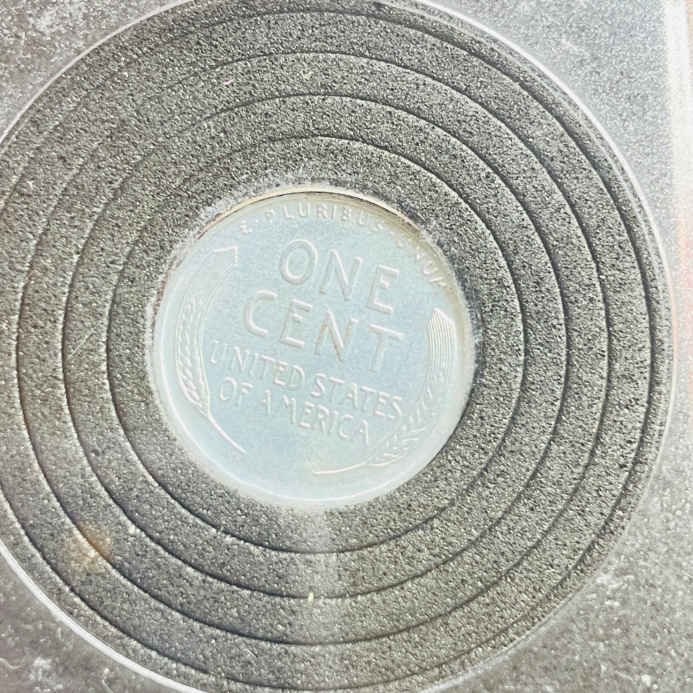 E·PLURIBUS·UNUM
ONE
CENT
UNITED STATES
OF AMERICA